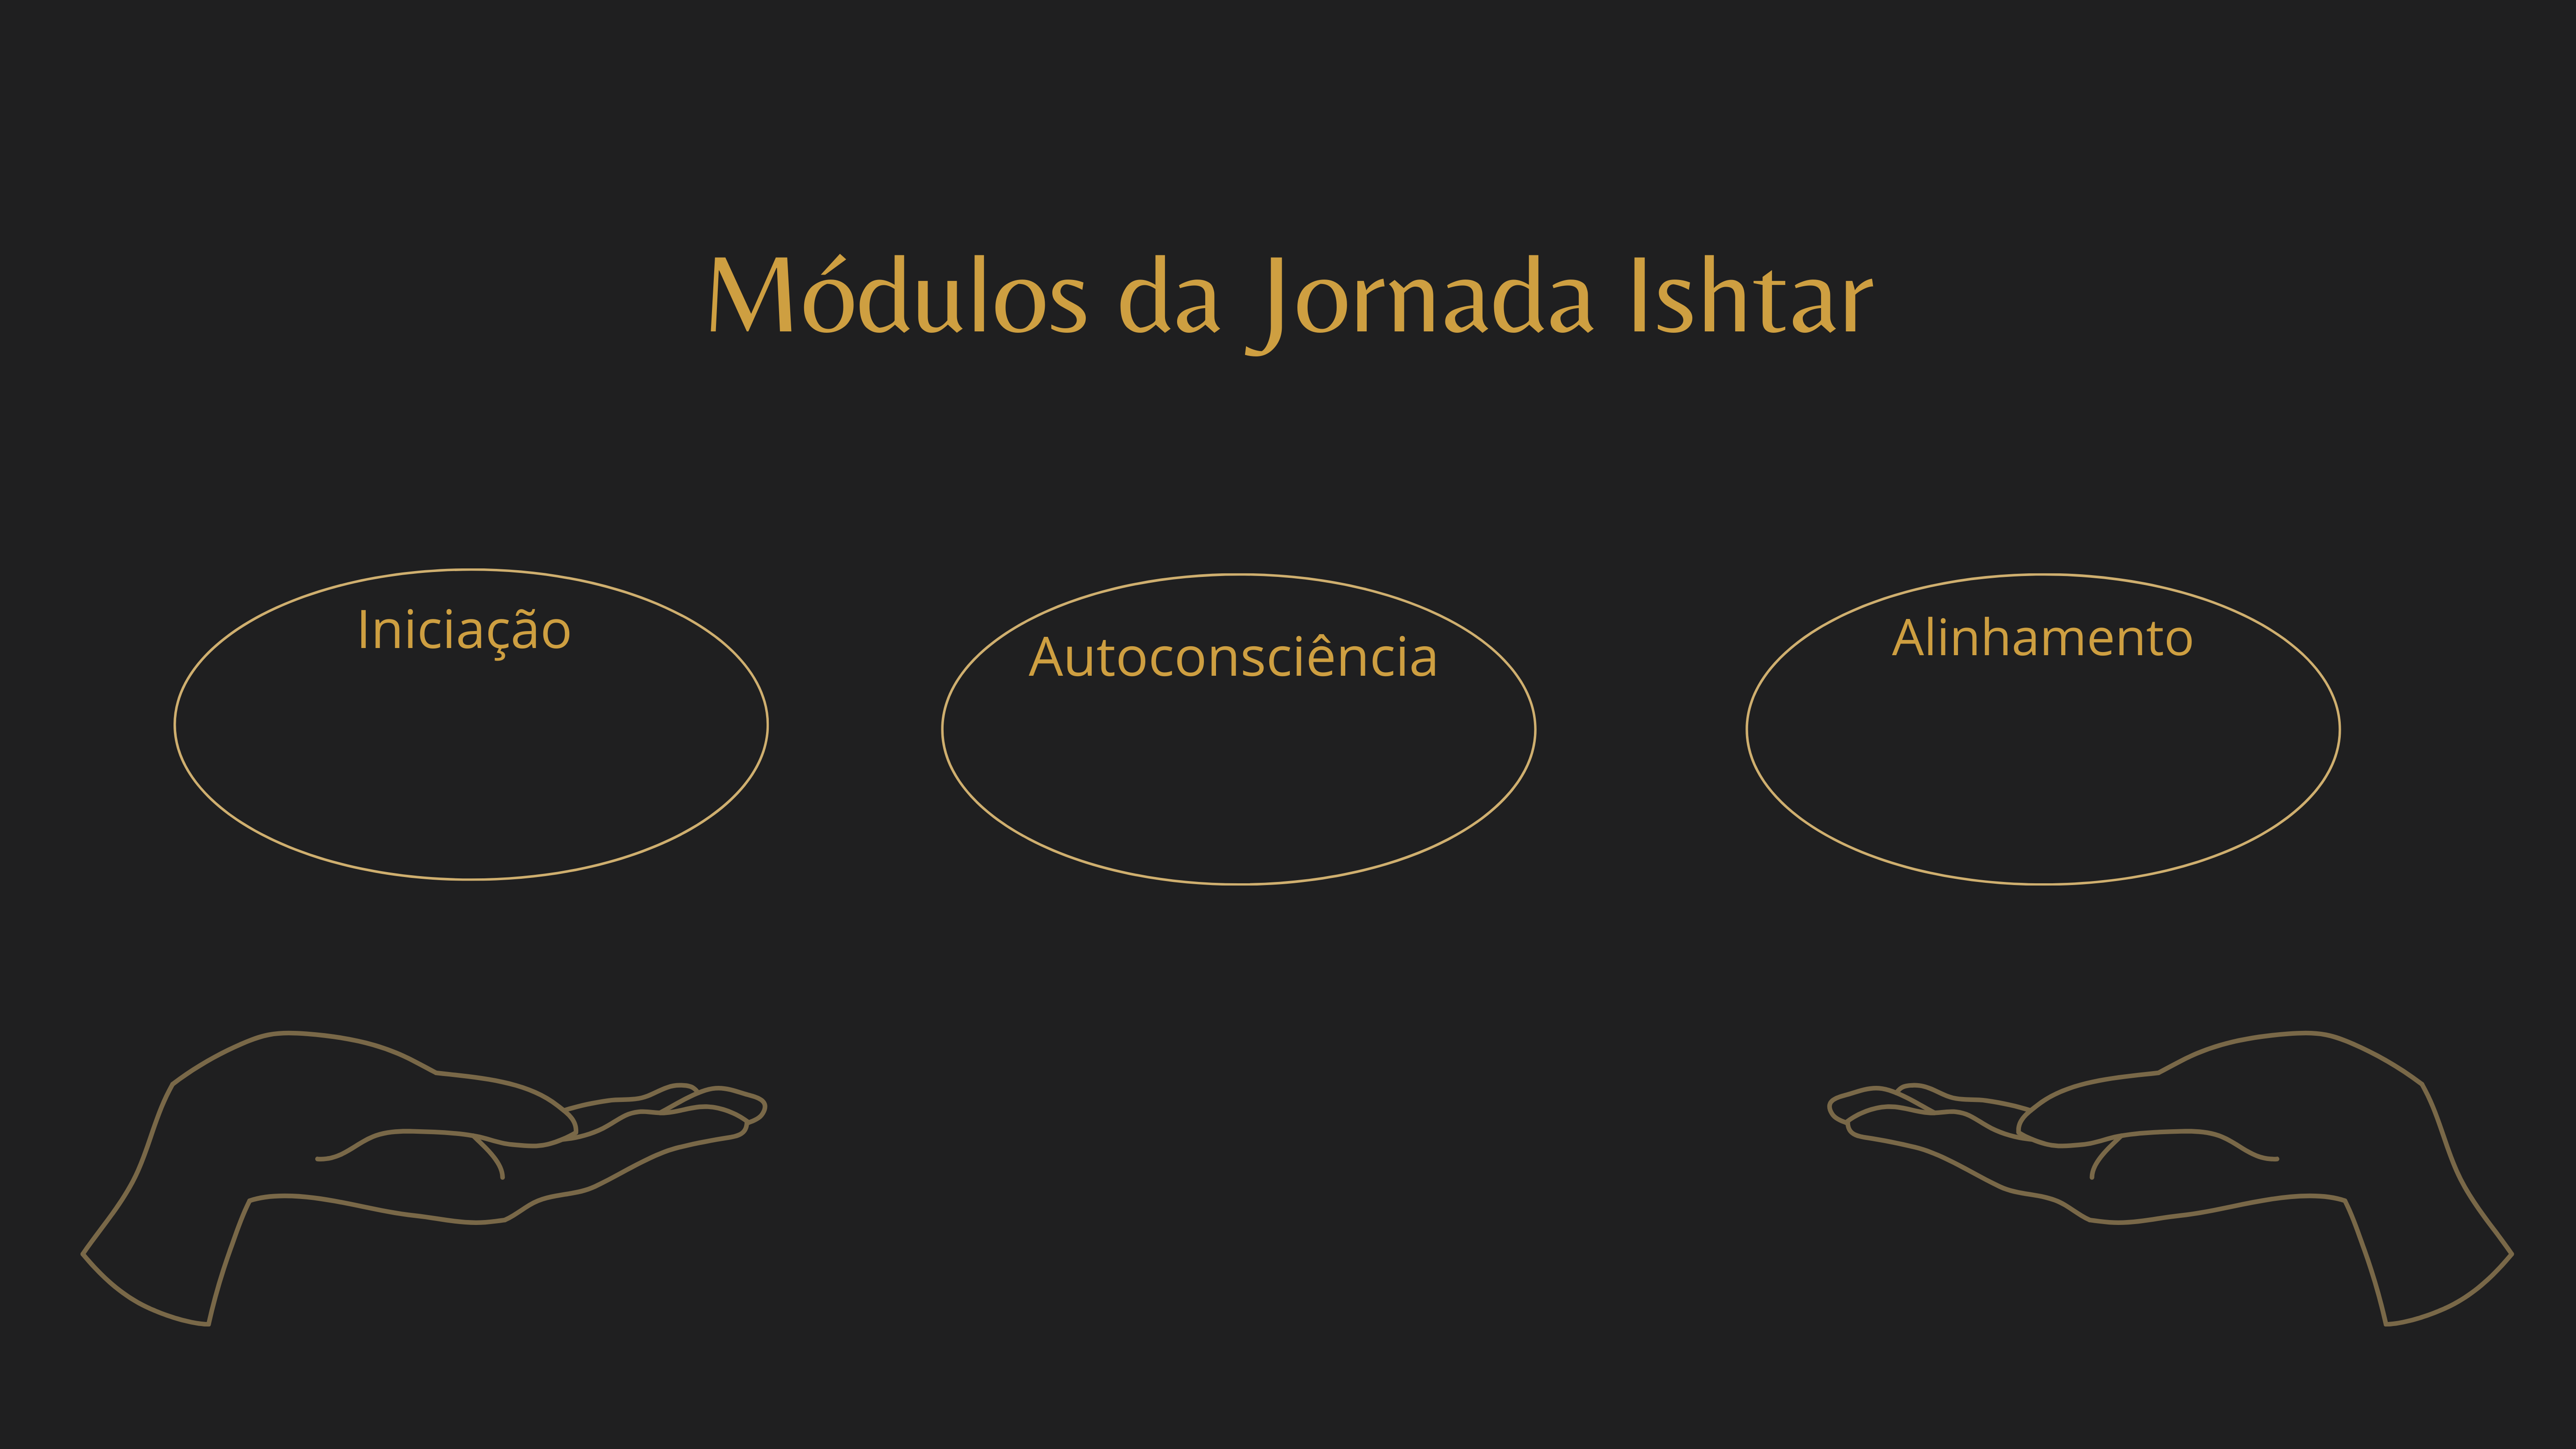 Módulos da Jornada Ishtar
Iniciação
Autoconsciência
Alinhamento